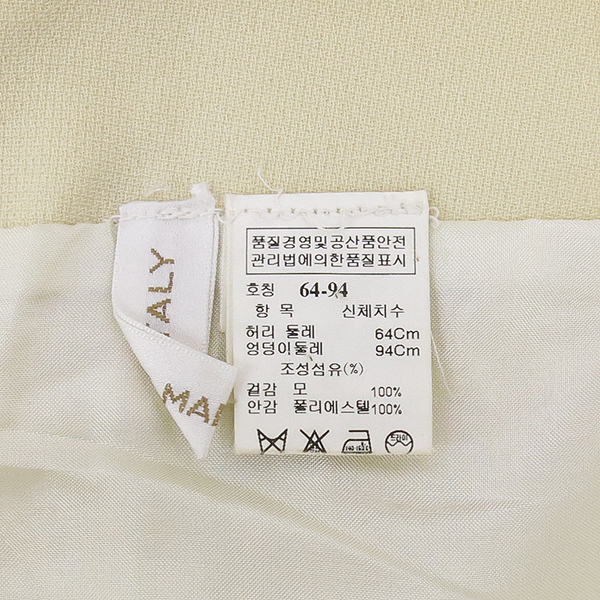 ITALY
MAD
품질경영및공산품안전
관리법에의한품질표시
호칭 64-94
항 목 신체치수
허리 둘레 64Cm
엉덩이둘레 94Cm
조성섬유(%)
겉감 모 100%
안감 폴리에스텔 100%
드라이